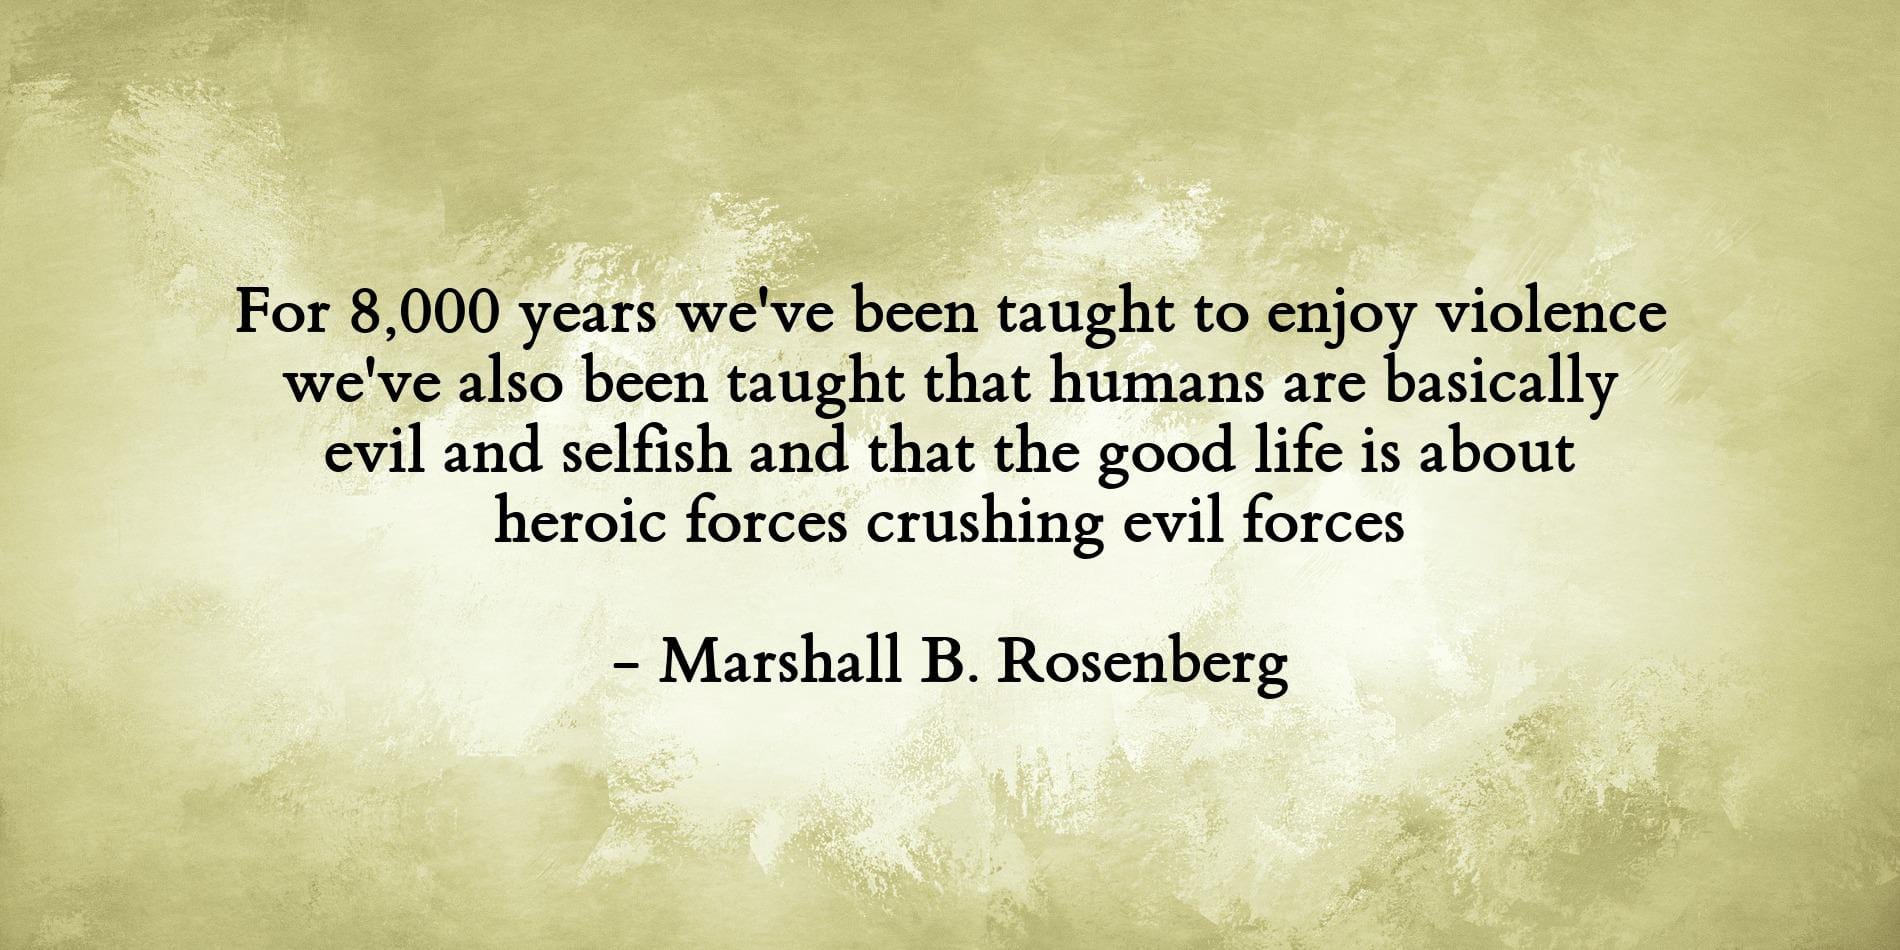 For 8,000 years we've been taught to enjoy violence
we've also been taught that humans are basically
evil and selfish and that the good life is about
heroic forces crushing evil forces
- Marshall B. Rosenberg